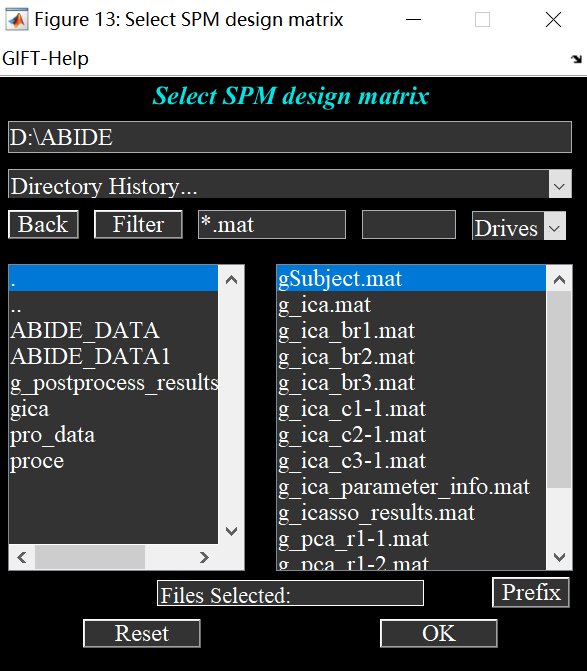 Figure 13: Select SPM design matrix
GIFT-Help
Select SPM design matrix
D:\ABIDE
Directory History...
Back Filter *.mat Drives
.
..
ABIDE_DATA
ABIDE_DATA1
g_postprocess_results
gica
pro_data
proce
gSubject.mat
g_ica.mat
g_ica_br1.mat
g_ica_br2.mat
g_ica_br3.mat
g_ica_c1-1.mat
g_ica_c2-1.mat
g_ica_c3-1.mat
g_ica_parameter_info.mat
g_icasso_results.mat
g_pca_r1-1.mat
g_pca_r1-2.mat
Files Selected:
Prefix
Reset OK